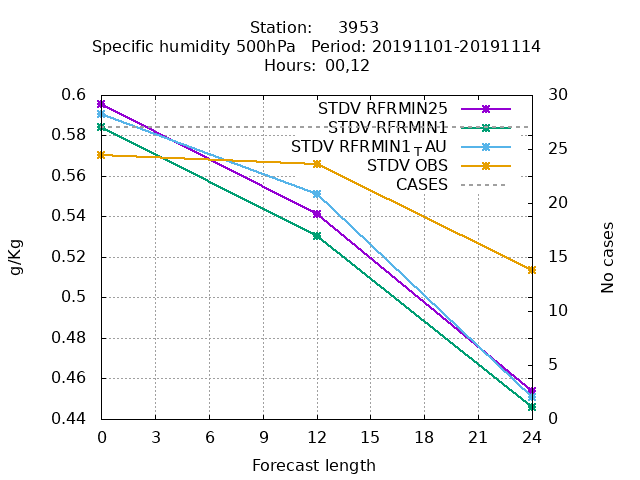 Station: 3953
Specific humidity 500hPa Period: 20191101-20191114
Hours: 00,12
0.6
0.58
0.56
0.54
0.52
0.5
0.48
0.46
0.44
30
25
20
15
10
5
0
STDV RFRMIN25
STDV RFRMIN1
STDV RFRMIN1TAU
STDV OBS
CASES
g/Kg
No cases
0 3 6 9 12 15 18 21 24
Forecast length